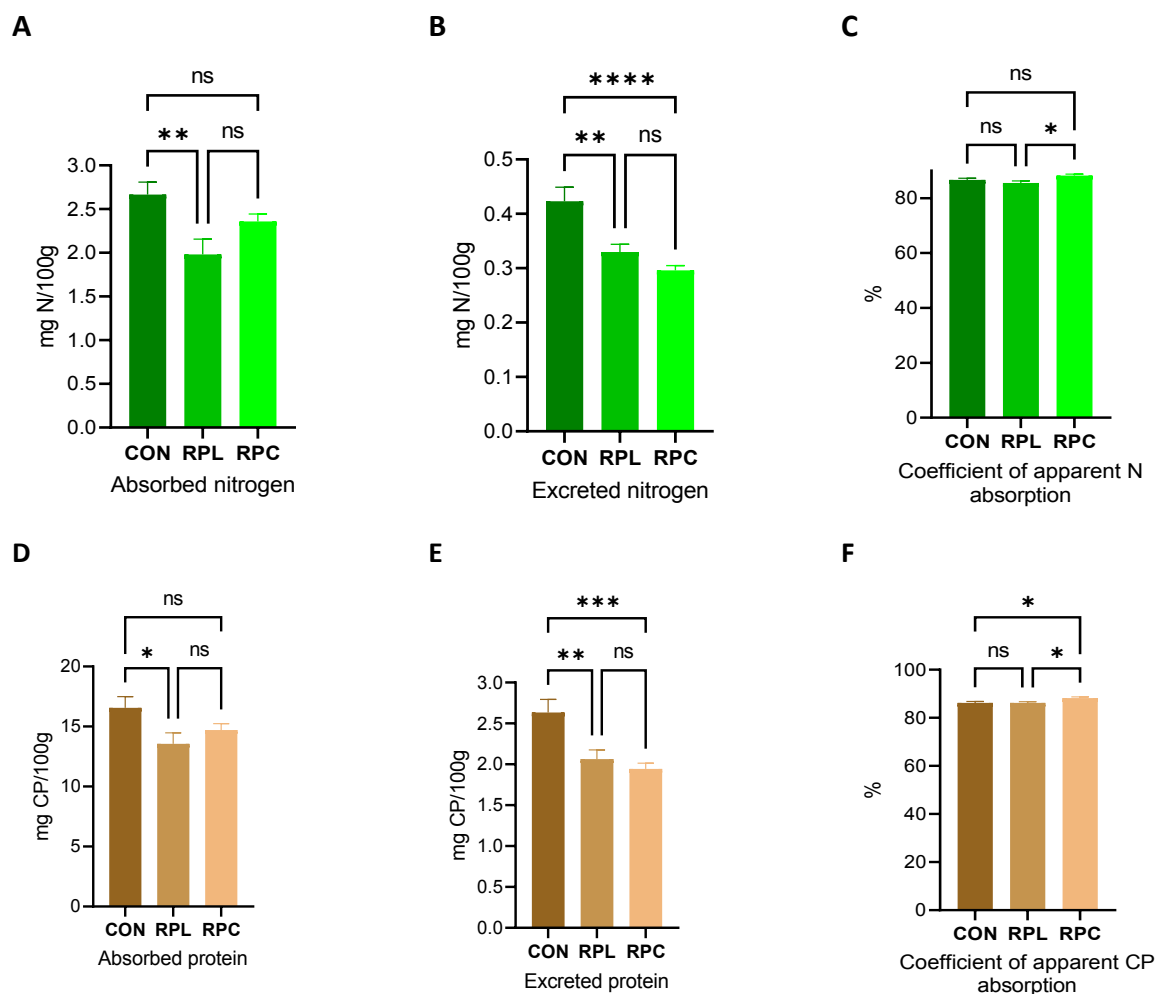 A
ns
** ns
3.0
2.5
2.0
1.5
1.0
0.5
0.0
mg N/100g
CON RPL RPC
Absorbed nitrogen
B
****
** ns
0.5
0.4
0.3
0.2
0.1
0.0
mg N/100g
CON RPL RPC
Excreted nitrogen
C
ns
ns *
80
60
40
20
0
%
CON RPL RPC
Coefficient of apparent N
absorption
D
ns
* ns
20
15
10
5
0
mg CP/100g
CON RPL RPC
Absorbed protein
E
***
** ns
3.0
2.5
2.0
1.5
1.0
0.5
0.0
mg CP/100g
CON RPL RPC
Excreted protein
F
*
ns *
100
80
60
40
20
0
%
CON RPL RPC
Coefficient of apparent CP
absorption